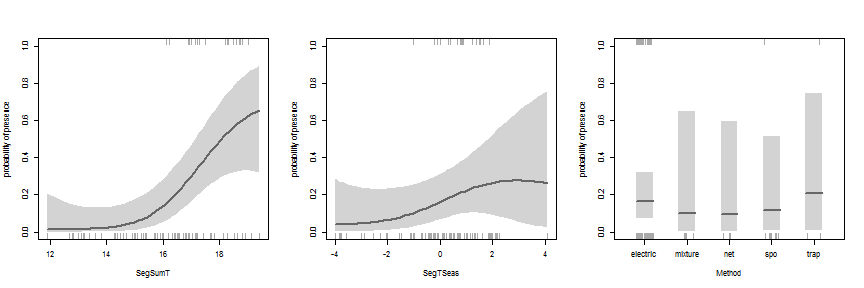 probability of presence
1.0
0.8
0.6
0.4
0.2
0.0
12 14 16 18
SegSumT
probability of presence
1.0
0.8
0.6
0.4
0.2
0.0
-4 -2 0 2 4
SegTSeas
probability of presence
1.0
0.8
0.6
0.4
0.2
0.0
electric mixture net spo trap
Method